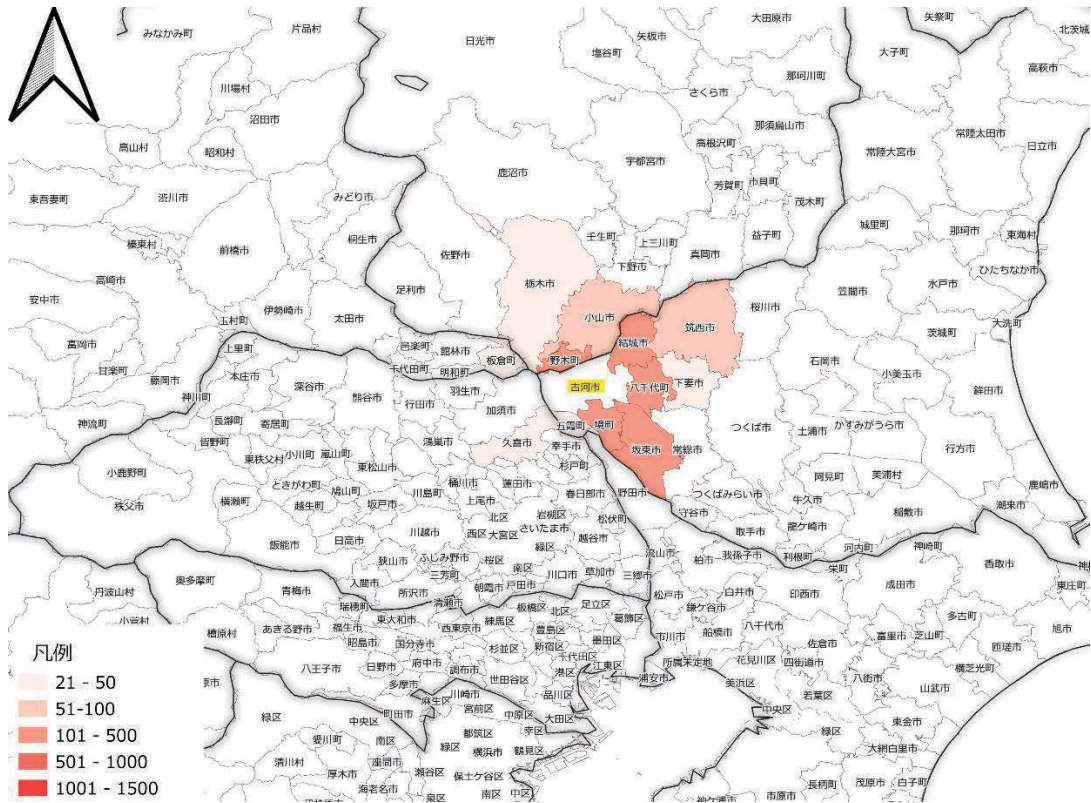 みなかみ町
片品村
日光市
塩谷町
矢板市
大田原市
大子町
矢祭町
北茨城
高萩市
川場村
沼田市
さくら市
那珂川町
高山村
昭和村
宇都宮市
高根沢町
那須烏山市
常陸大宮市
常陸太田市
日立市
東吾妻町
渋川市
みどり市
鹿沼市
芳賀町
市貝町
茂木町
榛東村
前橋市
桐生市
壬生町
上三川町
真岡市
益子町
城里町
那珂市
東海村
高崎市
佐野市
下野市
ひたちなか市
安中市
伊勢崎市
太田市
足利市
栃木市
小山市
筑西市
桜川市
笠間市
水戸市
玉村町
富岡市
上里町
邑楽町
館林市
板倉町
野木町
結城市
茨城町
大洗町
甘楽町
藤岡市
神川町
本庄市
深谷市
熊谷市
千代田町
明和町
羽生市
古河市
八千代町
下妻市
石岡市
小美玉市
鉾田市
神流町
長瀞町
寄居町
行田市
加須市
五霞町
境町
つくば市
土浦市
かすみがうら市
皆野町
東秩父村
小川町
嵐山町
鴻巣市
久喜市
幸手市
坂東市
常総市
行方市
小鹿野町
ときがわ町
東松山市
杉戸町
秩父市
横瀬町
越生町
鳩山町
坂戸市
川島町
桶川市
上尾市
蓮田市
春日部市
野田市
つくばみらい市
阿見町
美浦村
牛久市
稲敷市
鹿嶋市
潮来市
飯能市
日高市
川越市
北区
西区
大宮区
岩槻区
さいたま市
松伏町
越谷市
守谷市
取手市
龍ケ崎市
利根町
河内町
神崎町
狭山市
ふじみ野市
桜区
緑区
南区
流山市
柏市
我孫子市
栄町
香取市
丹波山村
奥多摩町
青梅市
入間市
所沢市
三芳町
朝霞市
戸田市
川口市
草加市
三郷市
松戸市
白井市
印西市
成田市
東庄町
小菅村
檜原村
瑞穂町
清瀬市
東大和市
板橋区
北区
足立区
葛飾区
鎌ケ谷市
多古町
旭市
あきる野市
福生市
昭島市
国分寺市
西東京市
練馬区
豊島区
墨田区
市川市
船橋市
八千代市
佐倉市
富里市
芝山町
匝瑳市
八王子市
日野市
府中市
調布市
杉並区
新宿区
千代田区
江東区
港区
浦安市
所属未定地
花見川区
四街道市
八街市
横芝光町
多摩市
世田谷区
品川区
美浜区
若葉区
山武市
緑区
中央区
町田市
麻生区
川崎市
宮前区
中原区
大田区
幸区
中央区
緑区
東金市
愛川町
南区
都筑区
緑区
横浜市
鶴見区
大網白里市
清川村
座間市
厚木市
瀬谷区
保土ケ谷区
海老名市
泉区
南区
中区
袖ケ浦市
市原市
長柄町
茂原市
白子町
凡例
21 - 50
51-100
101 - 500
501 - 1000
1001 - 1500